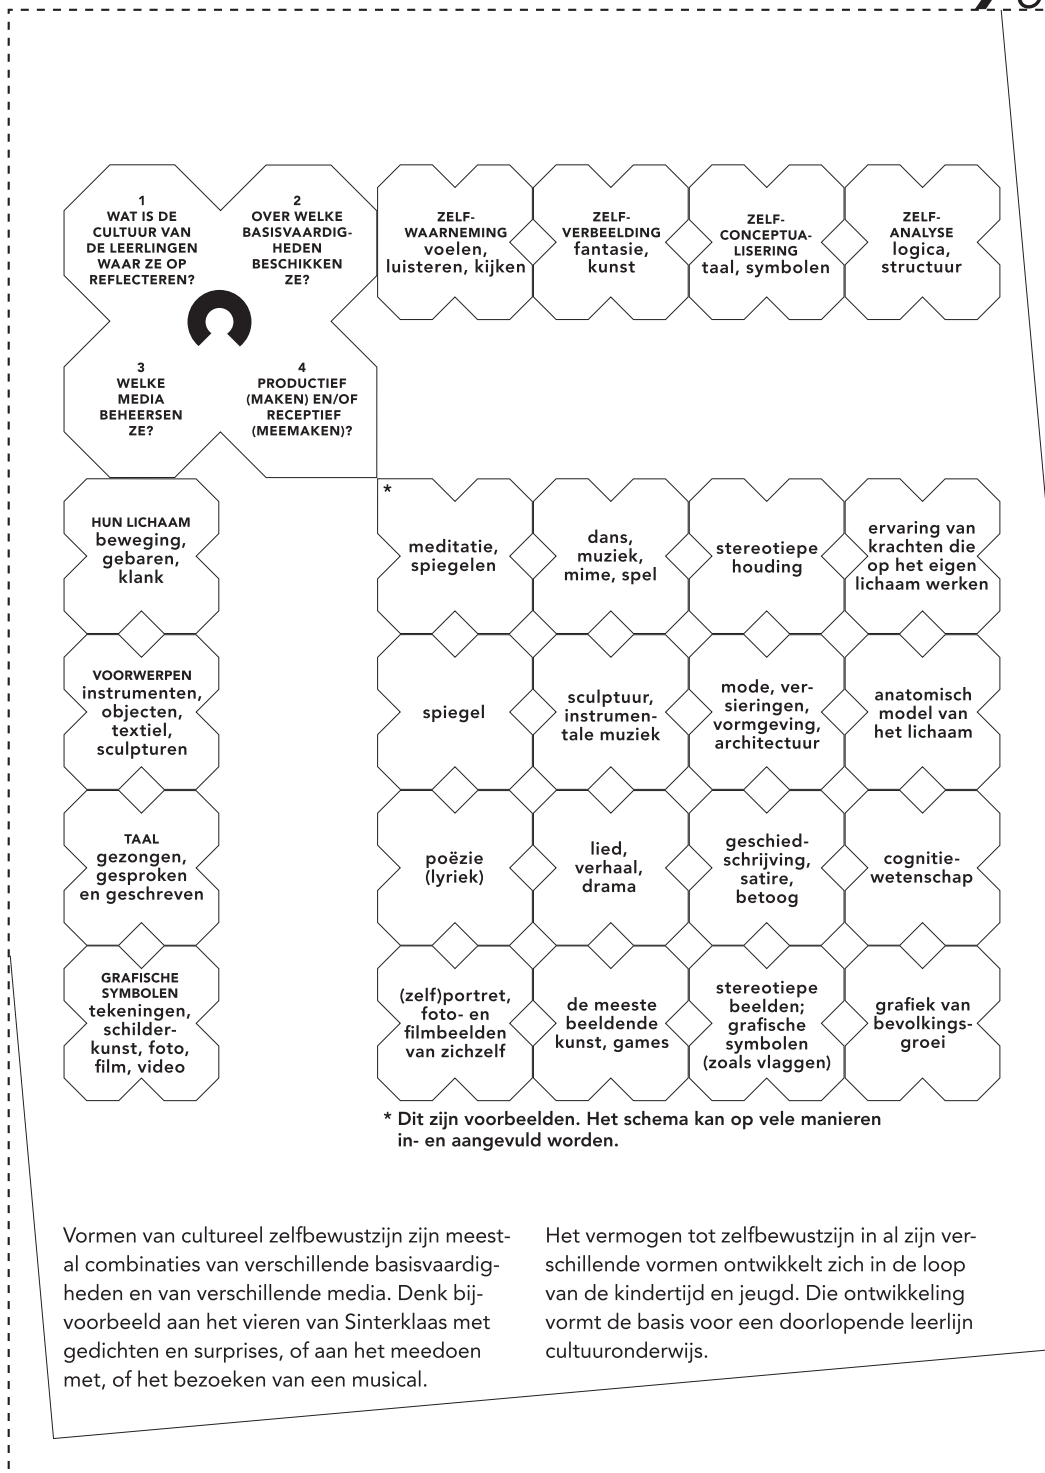 1
WAT IS DE
CULTUUR VAN
DE LEERLINGEN
WAAR ZE OP
REFLECTEREN?
2
OVER WELKE
BASISVAARDIG-
HEDEN
BESCHIKKEN
ZE?
ZELF-
WAARNEMING
voelen,
luisteren, kijken
ZELF-
VERBEELDING
fantasie,
kunst
ZELF-
CONCEPTUA-
LISERING
taal, symbolen
ZELF-
ANALYSE
logica,
structuur
3
WELKE
MEDIA
BEHEERSEN
ZE?
4
PRODUCTIEF
(MAKEN) EN/OF
RECEPTIEF
(MEEMAKEN)?
HUN LICHAAM
beweging,
gebaren,
klank
*
meditatie,
spiegelen
dans,
muziek,
mime, spel
stereotiepe
houding
ervaring van
krachten die
op het eigen
lichaam werken
VOORWERPEN
instrumenten,
objecten,
textiel,
sculpturen
spiegel
sculptuur,
instrumen-
tale muziek
mode, ver-
sieringen,
vormgeving,
architectuur
anatomisch
model van
het lichaam
TAAL
gezongen,
gesproken
en geschreven
poëzie
(lyriek)
lied,
verhaal,
drama
geschied-
schrijving,
satire,
betoog
cognitie-
wetenschap
GRAFISCHE
SYMBOLEN
tekeningen,
schilder-
kunst, foto,
film, video
(zelf)portret,
foto- en
filmbeelden
van zichzelf
de meeste
beeldende
kunst, games
stereotiepe
beelden;
grafische
symbolen
(zoals vlaggen)
grafiek van
bevolkings-
groei
* Dit zijn voorbeelden. Het schema kan op vele manieren
in- en aangevuld worden.
Vormen van cultureel zelfbewustzijn zijn meest-
al combinaties van verschillende basisvaardig-
heden en van verschillende media. Denk bij-
voorbeeld aan het vieren van Sinterklaas met
gedichten en surprises, of aan het meedoen
met, of het bezoeken van een musical.
Het vermogen tot zelfbewustzijn in al zijn ver-
schillende vormen ontwikkelt zich in de loop
van de kindertijd en jeugd. Die ontwikkeling
vormt de basis voor een doorlopende leerlijn
cultuuronderwijs.